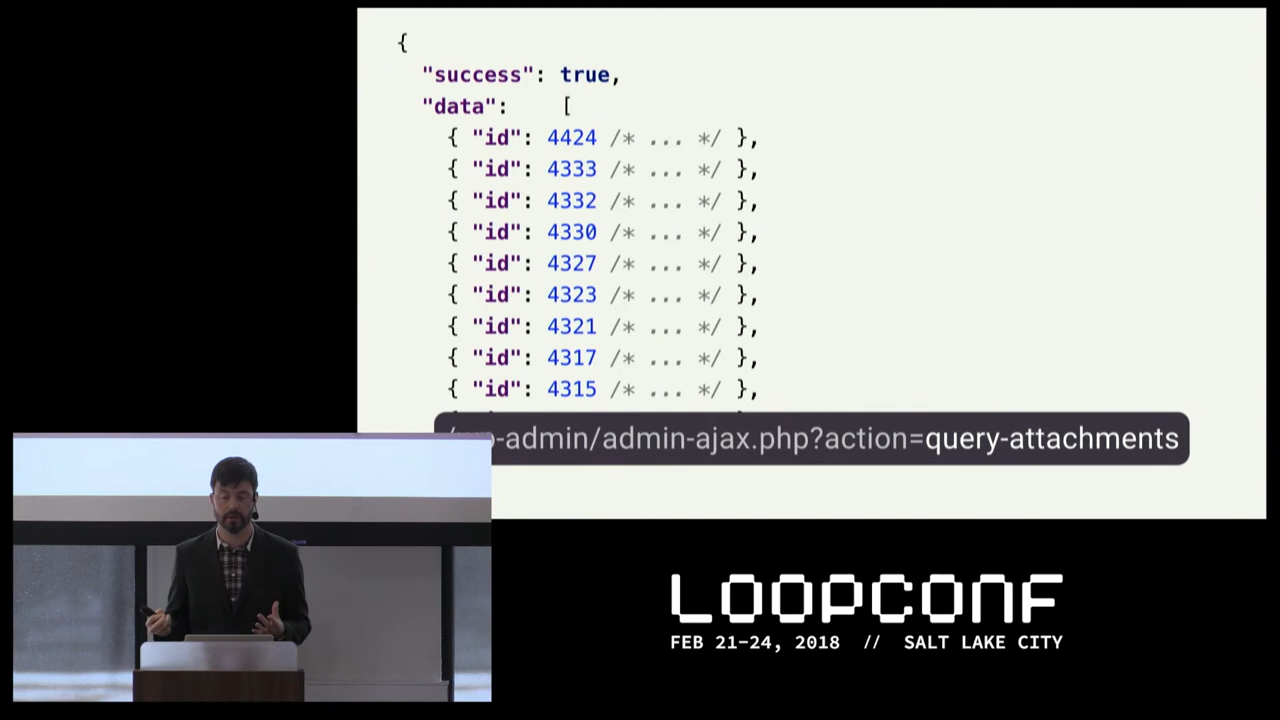 {
"success": true,
"data": [
{ "id": 4424 /* ... */ },
{ "id": 4333 /* ... */ },
{ "id": 4332 /* ... */ },
{ "id": 4330 /* ... */ },
{ "id": 4327 /* ... */ },
{ "id": 4323 /* ... */ },
{ "id": 4321 /* ... */ },
{ "id": 4317 /* ... */ },
{ "id": 4315 /* ... */ },
-admin/admin-ajax.php?action=query-attachments
LOOPCONF
FEB 21-24, 2018 // SALT LAKE CITY